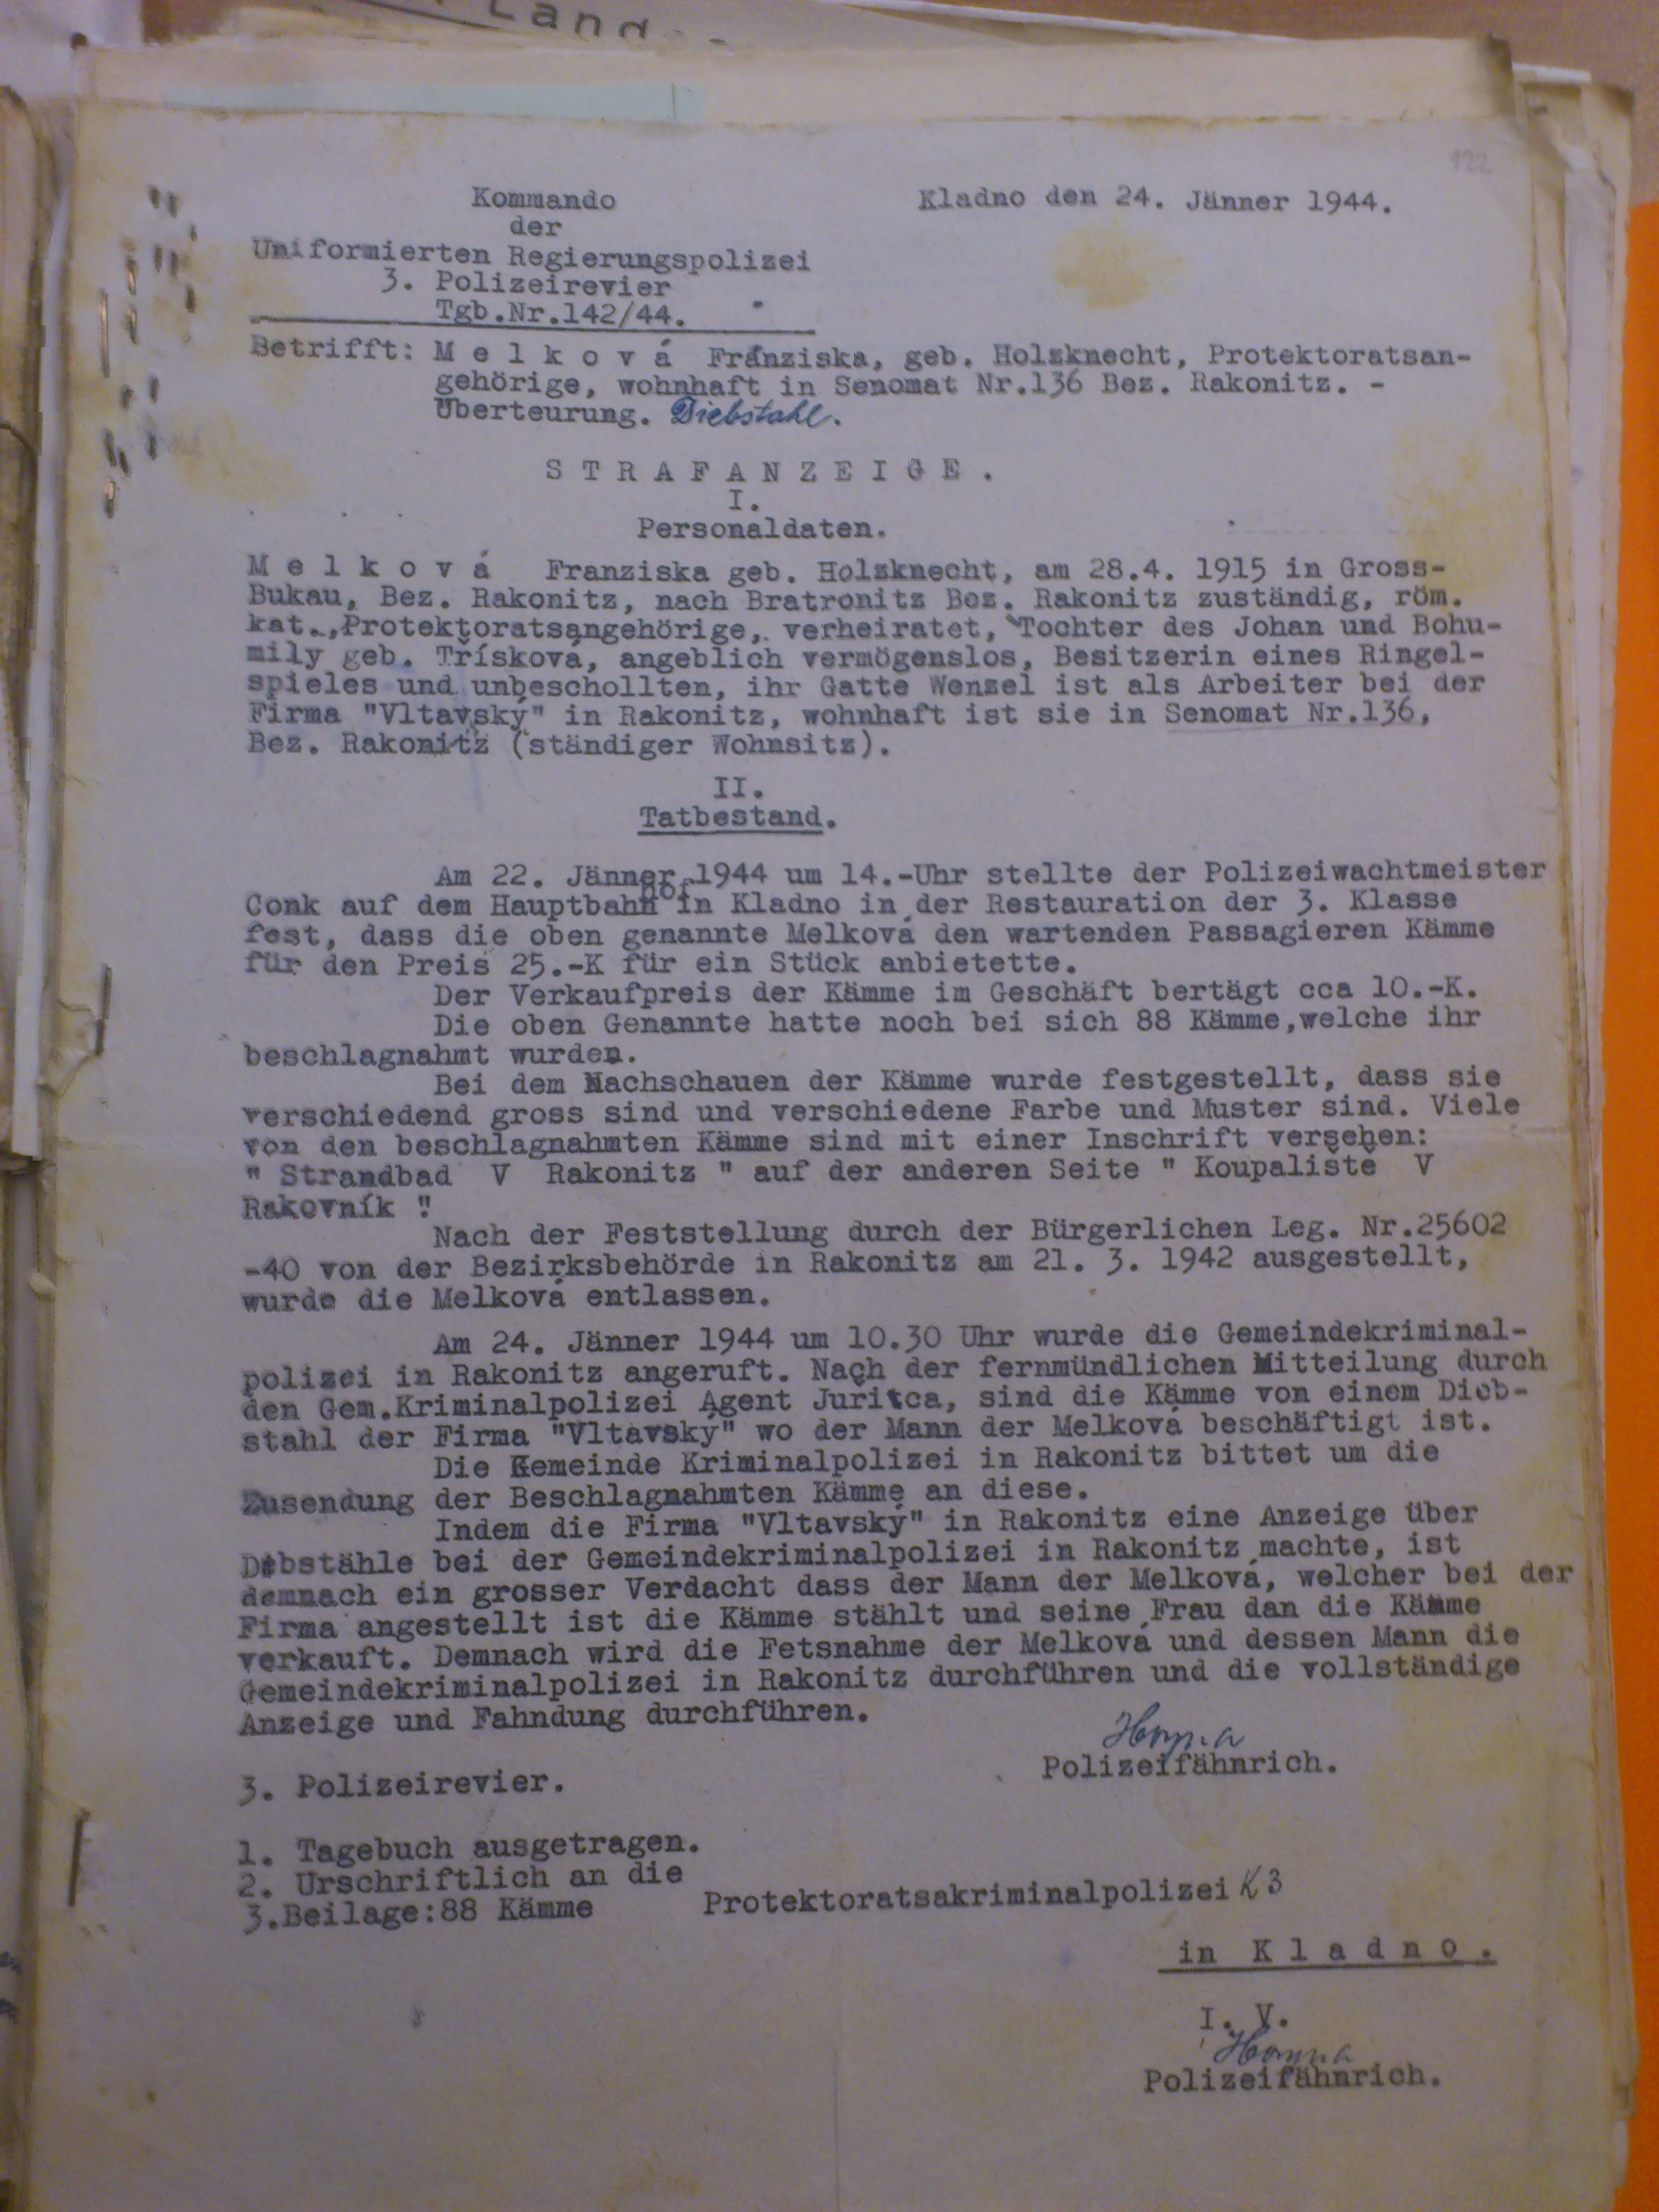 Land
122
Kommando
Kladno den 24. Jänner 1944.
der
Uniformierten Regierungspolizei
3. Polizeirevier
Tgb.Nr.142/44.
Betrifft: M e l k o v á Franziska, geb. Holzknecht, Protektoratsan-
gehörige, wohnhaft in Senomat Nr.136 Bez. Rakonitz. -
Überteurung. Diebstahl.
S T R A F A N Z E I G E .
I.
Personaldaten.
M e l k o v á Franziska geb. Holzknecht, am 28.4. 1915 in Gross-
Bukau, Bez. Rakonitz, nach Bratronitz Bez. Rakonitz zuständig, röm.
kat.,Protektoratsangehörige, verheiratet, Tochter des Johan und Bohu-
mily geb. Třísková, angeblich vermögenslos, Besitzerin eines Ringel-
spieles und unbeschollten, ihr Gatte Wenzel ist als Arbeiter bei der
Firma "Vltavský" in Rakonitz, wohnhaft ist sie in Senomat Nr.136,
Bez. Rakonitz (ständiger Wohnsitz).
II.
Tatbestand.
Am 22. Jänner 1944 um 14.-Uhr stellte der Polizeiwachtmeister
Conk auf dem Hauptbahnhof in Kladno in der Restauration der 3. Klasse
fest, dass die oben genannte Melková den wartenden Passagieren Kämme
für den Preis 25.-K für ein Stück anbietette.
Der Verkaufpreis der Kämme im Geschäft bertägt cca 10.-K.
Die oben Genannte hatte noch bei sich 88 Kämme,welche ihr
beschlagnahmt wurden.
Bei dem Nachschauen der Kämme wurde festgestellt, dass sie
verschiedend gross sind und verschiedene Farbe und Muster sind. Viele
von den beschlagnahmten Kämme sind mit einer Inschrift versehen:
" Strandbad V Rakonitz " auf der anderen Seite " Koupaliště V
Rakovník "
Nach der Feststellung durch der Bürgerlichen Leg. Nr.25602
-40 von der Bezirksbehörde in Rakonitz am 21. 3. 1942 ausgestellt,
wurde die Melková entlassen.
Am 24. Jänner 1944 um 10.30 Uhr wurde die Gemeindekriminal-
polizei in Rakonitz angeruft. Nach der fernmündlichen Mitteilung durch
den Gem.Kriminalpolizei Agent Juritca, sind die Kämme von einem Dieb-
stahl der Firma "Vltavský" wo der Mann der Melková beschäftigt ist.
Die Gemeinde Kriminalpolizei in Rakonitz bittet um die
Zusendung der Beschlagnahmten Kämme an diese.
Indem die Firma "Vltavský" in Rakonitz eine Anzeige über
Diebstähle bei der Gemeindekriminalpolizei in Rakonitz machte, ist
demnach ein grosser Verdacht dass der Mann der Melková, welcher bei der
Firma angestellt ist die Kämme stählt und seine Frau dan die Kämme
verkauft. Demnach wird die Fetsnahme der Melková und dessen Mann die
Gemeindekriminalpolizei in Rakonitz durchführen und die vollständige
Anzeige und Fahndung durchführen.
Polizeifähnrich.
3. Polizeirevier.
1. Tagebuch ausgetragen.
2. Urschriftlich an die
3.Beilage:88 Kämme
Protektoratsakriminalpolizei K3
in K l a d n o .
I. V.
Polizeifähnrich.